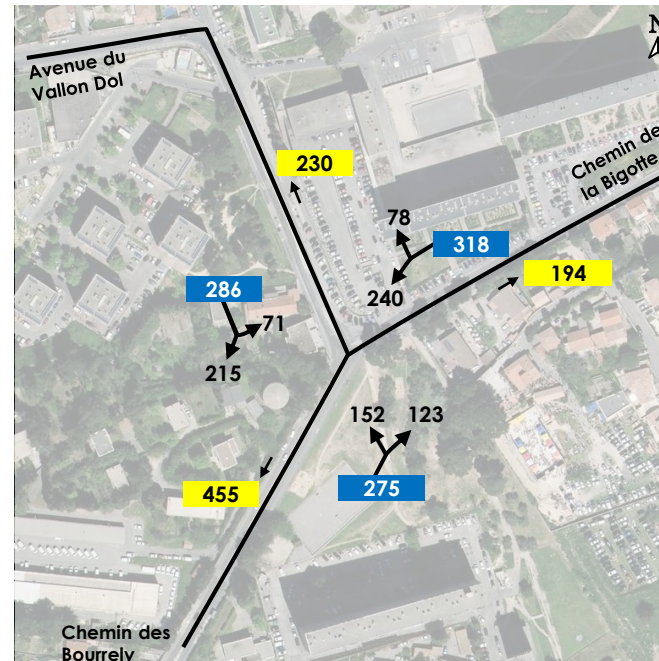 N
Avenue du
Vallon Dol
Chemin de
la Bigotte
230
78
318
240
194
286
71
215
152
123
455
275
Chemin des
Bourrely